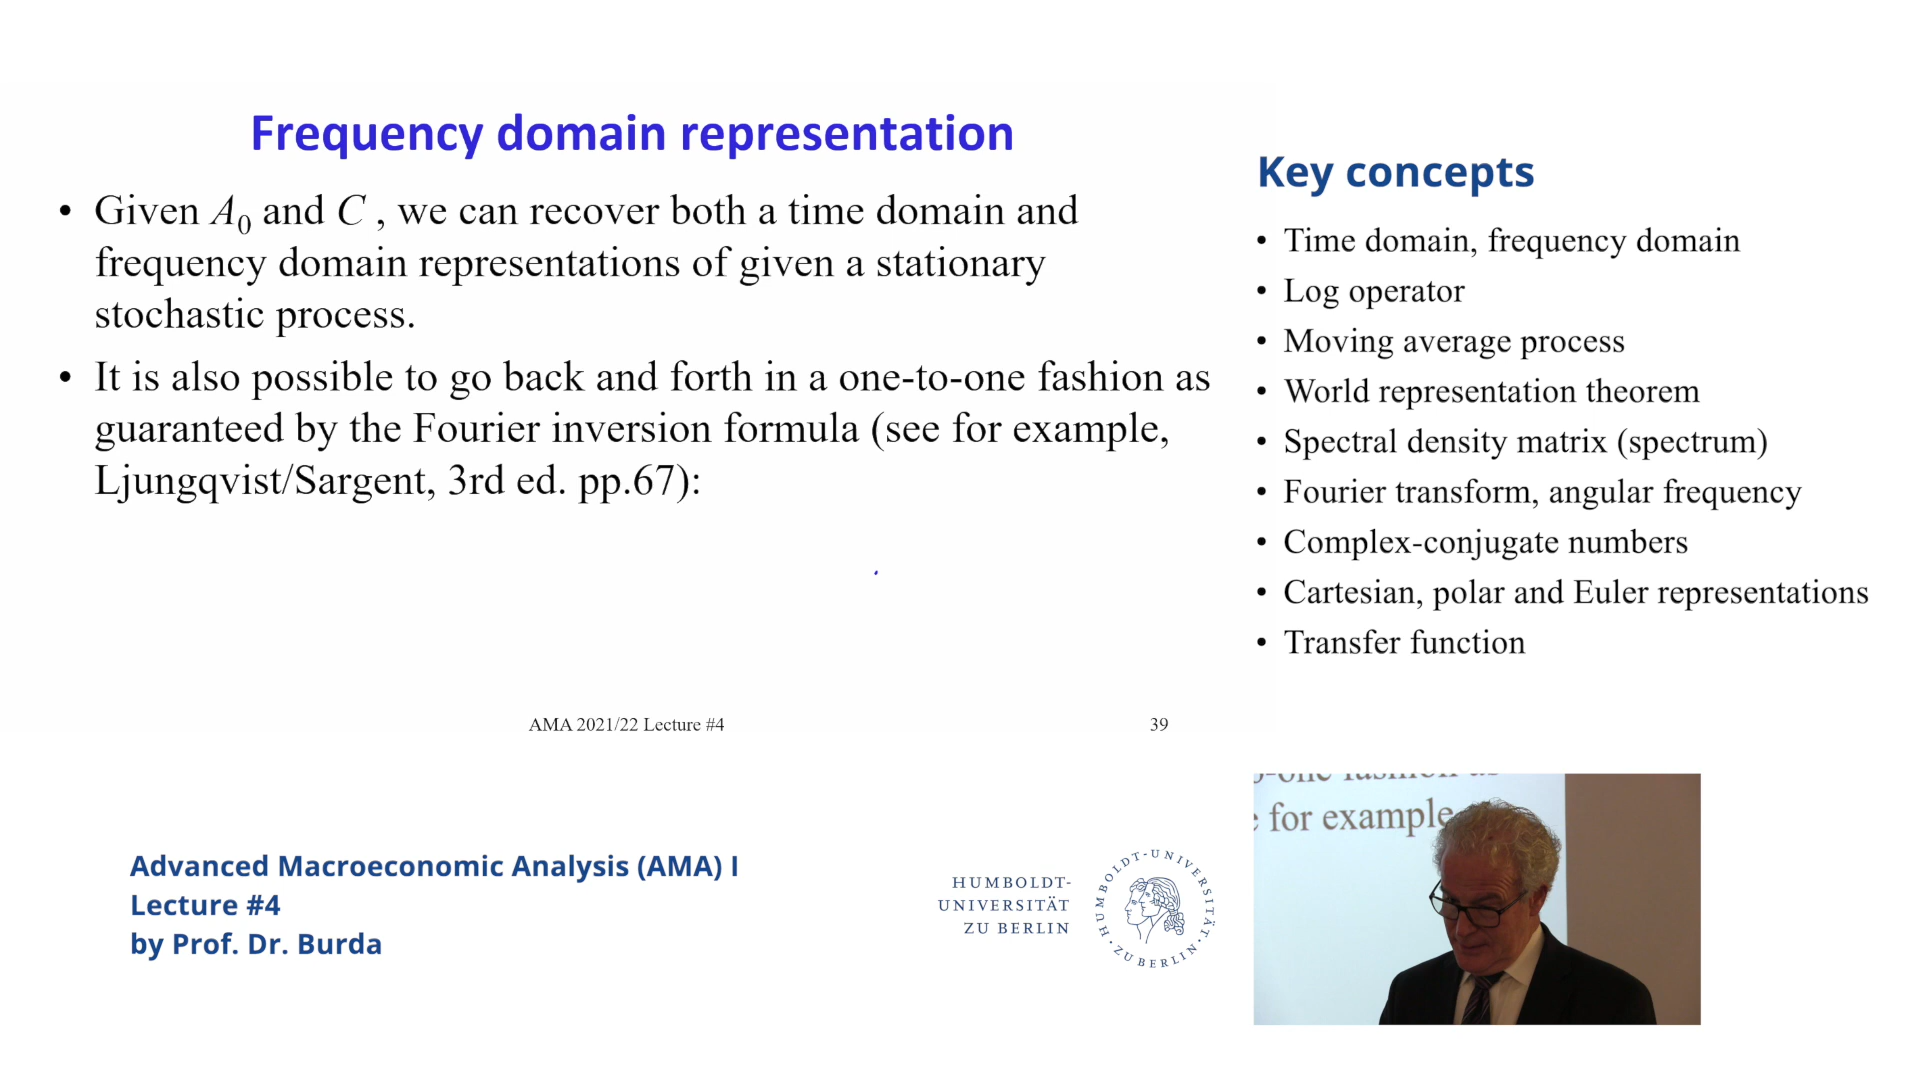 Frequency domain representation
• Given A₀ and C , we can recover both a time domain and
frequency domain representations of given a stationary
stochastic process.
• It is also possible to go back and forth in a one-to-one fashion as
guaranteed by the Fourier inversion formula (see for example,
Ljungqvist/Sargent, 3rd ed. pp.67):
AMA 2021/22 Lecture #4
39
Key concepts
• Time domain, frequency domain
• Log operator
• Moving average process
• World representation theorem
• Spectral density matrix (spectrum)
• Fourier transform, angular frequency
• Complex-conjugate numbers
• Cartesian, polar and Euler representations
• Transfer function
Advanced Macroeconomic Analysis (AMA) I
Lecture #4
by Prof. Dr. Burda
HUMBOLDT-
UNIVERSITÄT
ZU BERLIN
HUMBOLDT-UNIVERSITÄT · ZU BERLIN ·
for example